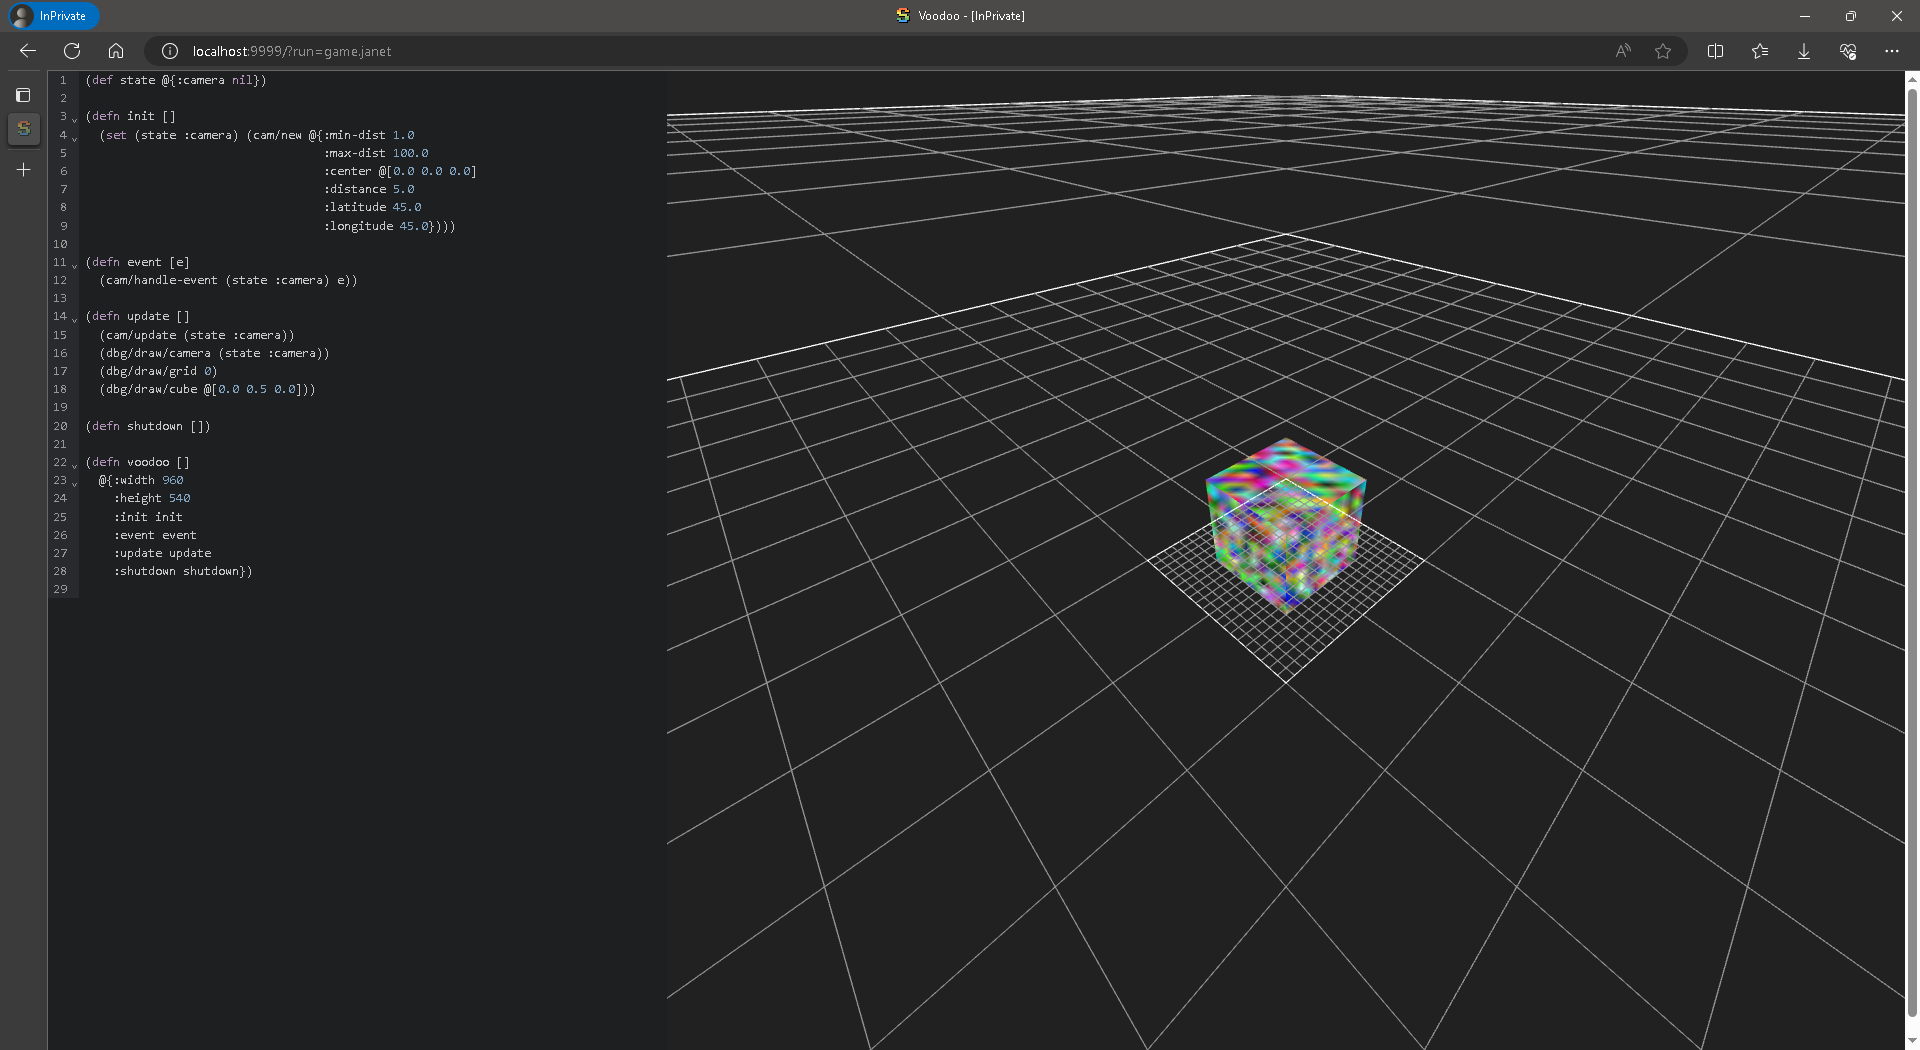 InPrivate
Voodoo - [InPrivate]
localhost:9999/?run=game.janet
1 (def state @{:camera nil})
2
3 (defn init []
4   (set (state :camera) (cam/new @{:min-dist 1.0
5                                   :max-dist 100.0
6                                   :center @[0.0 0.0 0.0]
7                                   :distance 5.0
8                                   :latitude 45.0
9                                   :longitude 45.0})))
10
11 (defn event [e]
12   (cam/handle-event (state :camera) e))
13
14 (defn update []
15   (cam/update (state :camera))
16   (dbg/draw/camera (state :camera))
17   (dbg/draw/grid 0)
18   (dbg/draw/cube @[0.0 0.5 0.0]))
19
20 (defn shutdown [])
21
22 (defn voodoo []
23   @{:width 960
24     :height 540
25     :init init
26     :event event
27     :update update
28     :shutdown shutdown})
29